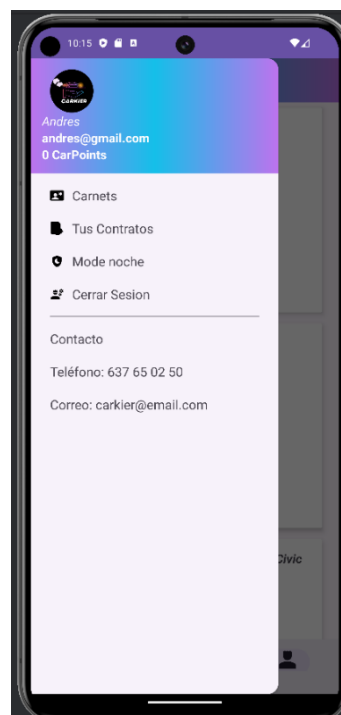 10:15
CARKIER
Andres
andres@gmail.com
0 CarPoints
Carnets
Tus Contratos
Mode noche
Cerrar Sesion
Contacto
Teléfono: 637 65 02 50
Correo: carkier@email.com
Civic